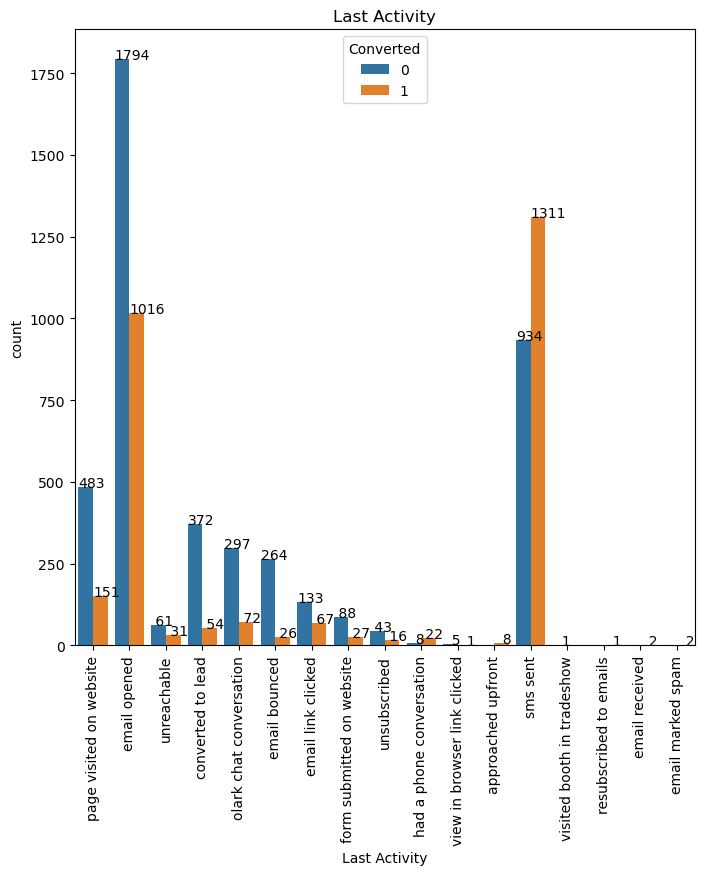 Last Activity
Converted
0
1
count
1750
1500
1250
1000
750
500
250
0
483
151
1794
1016
61
31
372
54
297
72
264
26
133
67
88
27
43
16
8
22
5
1
8
934
1311
1
1
2
2
page visited on website
email opened
unreachable
converted to lead
olark chat conversation
email bounced
email link clicked
form submitted on website
unsubscribed
had a phone conversation
view in browser link clicked
approached upfront
sms sent
visited booth in tradeshow
resubscribed to emails
email received
email marked spam
Last Activity